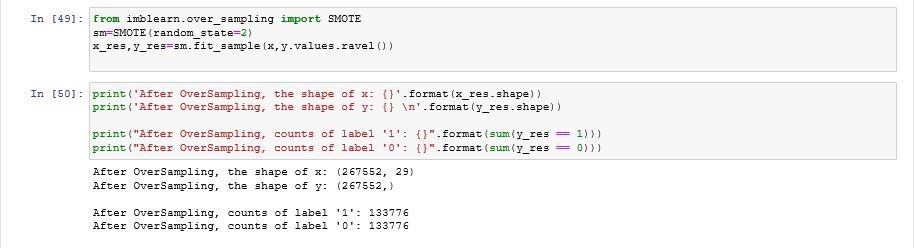 In [49]: from imblearn.over_sampling import SMOTE
sm=SMOTE(random_state=2)
x_res,y_res=sm.fit_sample(x,y.values.ravel())
In [50]: print('After OverSampling, the shape of x: {}'.format(x_res.shape))
print('After OverSampling, the shape of y: {} \n'.format(y_res.shape))
print("After OverSampling, counts of label '1': {}".format(sum(y_res == 1)))
print("After OverSampling, counts of label '0': {}".format(sum(y_res == 0)))
After OverSampling, the shape of x: (267552, 29)
After OverSampling, the shape of y: (267552,)
After OverSampling, counts of label '1': 133776
After OverSampling, counts of label '0': 133776